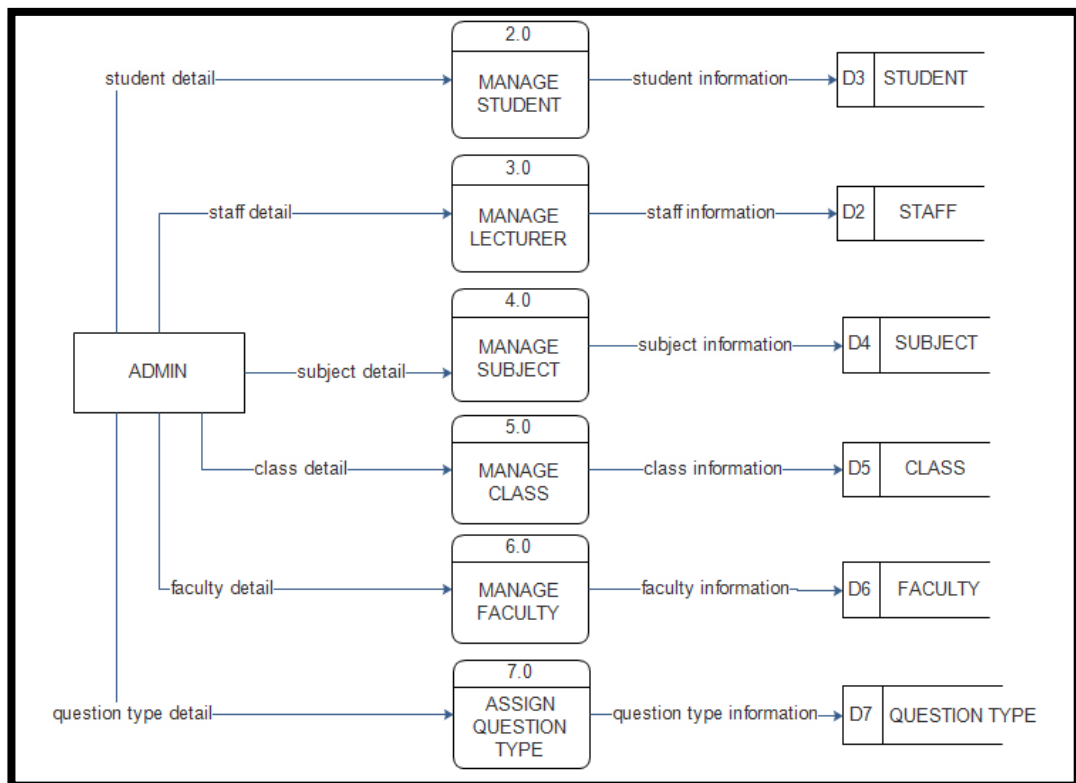 2.0
student detail
MANAGE
STUDENT
student information
D3
STUDENT
3.0
staff detail
MANAGE
LECTURER
staff information
D2
STAFF
4.0
ADMIN
subject detail
MANAGE
SUBJECT
subject information
D4
SUBJECT
5.0
class detail
MANAGE
CLASS
class information
D5
CLASS
6.0
faculty detail
MANAGE
FACULTY
faculty information
D6
FACULTY
7.0
question type detail
ASSIGN
QUESTION
TYPE
question type information
D7
QUESTION TYPE